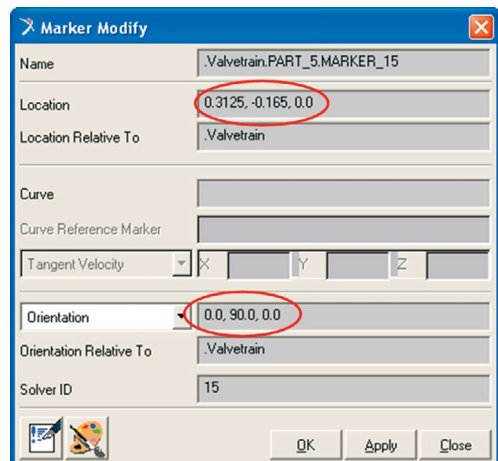 Marker Modify
Name .Valvetrain.PART_5.MARKER_15
Location 0.3125, -0.165, 0.0
Location Relative To .Valvetrain
Curve
Curve Reference Marker
Tangent Velocity X Y Z
Orientation 0.0, 90.0, 0.0
Orientation Relative To .Valvetrain
Solver ID 15
OK Apply Close